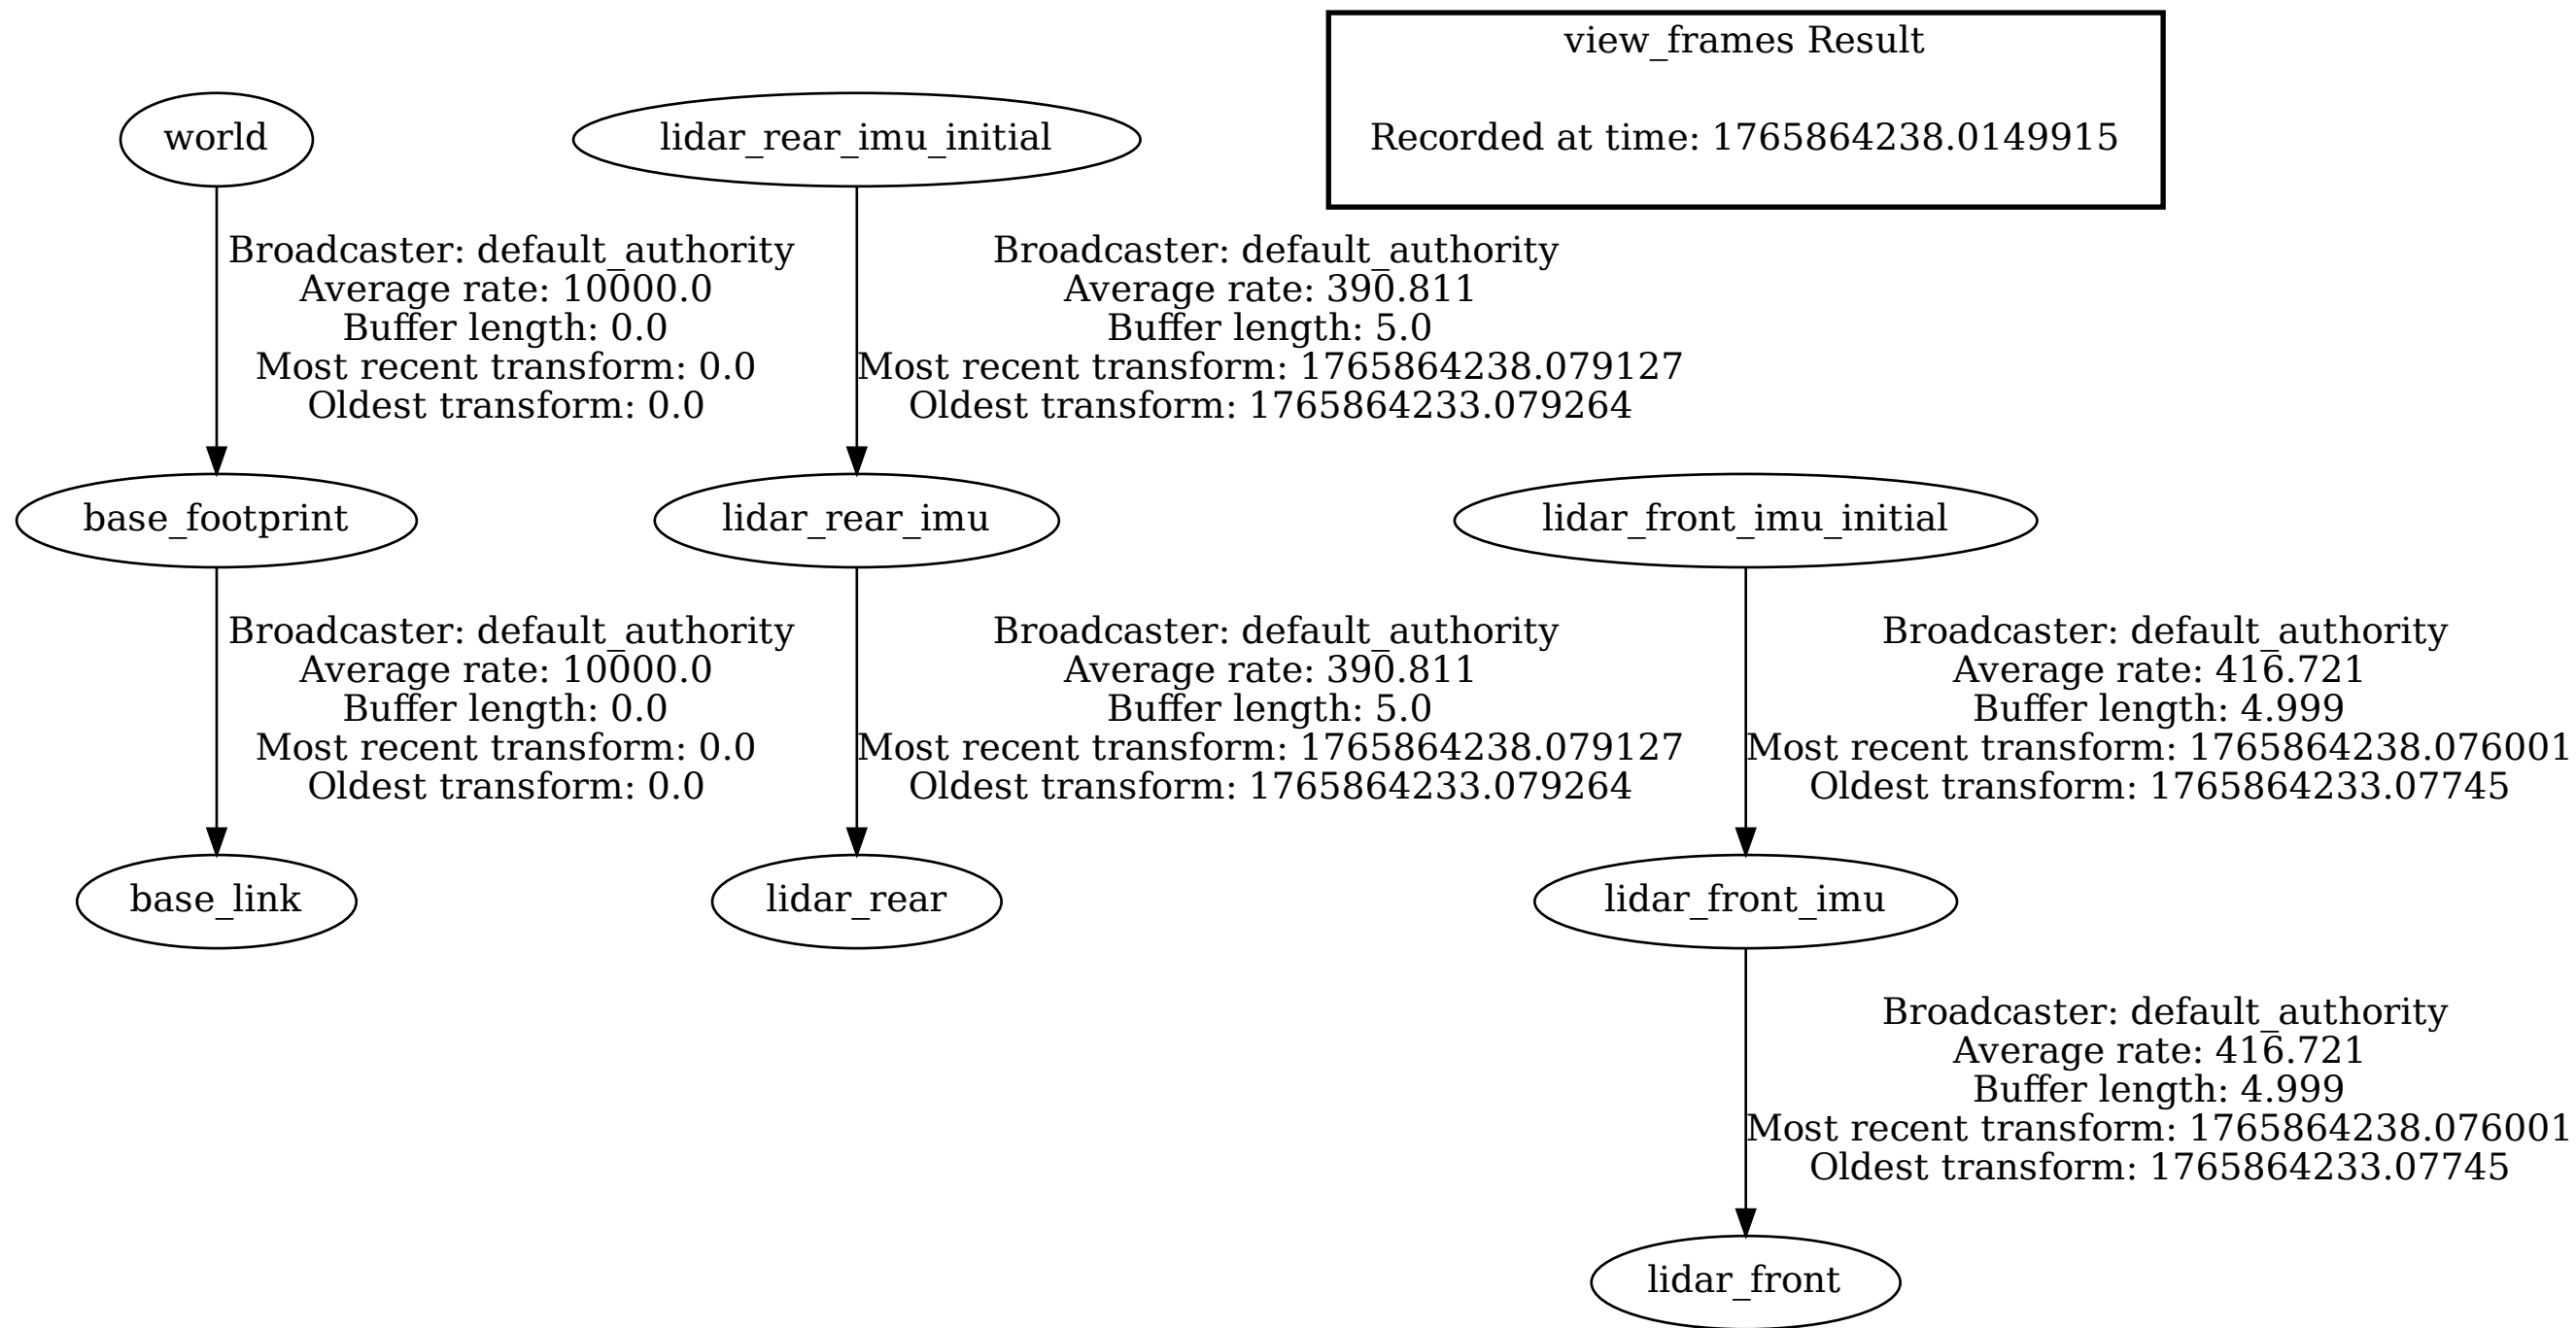 view_frames Result
Recorded at time: 1765864238.0149915
world
lidar_rear_imu_initial
Broadcaster: default_authority
Average rate: 10000.0
Buffer length: 0.0
Most recent transform: 0.0
Oldest transform: 0.0
Broadcaster: default_authority
Average rate: 390.811
Buffer length: 5.0
Most recent transform: 1765864238.079127
Oldest transform: 1765864233.079264
base_footprint
lidar_rear_imu
lidar_front_imu_initial
Broadcaster: default_authority
Average rate: 10000.0
Buffer length: 0.0
Most recent transform: 0.0
Oldest transform: 0.0
Broadcaster: default_authority
Average rate: 390.811
Buffer length: 5.0
Most recent transform: 1765864238.079127
Oldest transform: 1765864233.079264
Broadcaster: default_authority
Average rate: 416.721
Buffer length: 4.999
Most recent transform: 1765864238.076001
Oldest transform: 1765864233.07745
base_link
lidar_rear
lidar_front_imu
Broadcaster: default_authority
Average rate: 416.721
Buffer length: 4.999
Most recent transform: 1765864238.076001
Oldest transform: 1765864233.07745
lidar_front